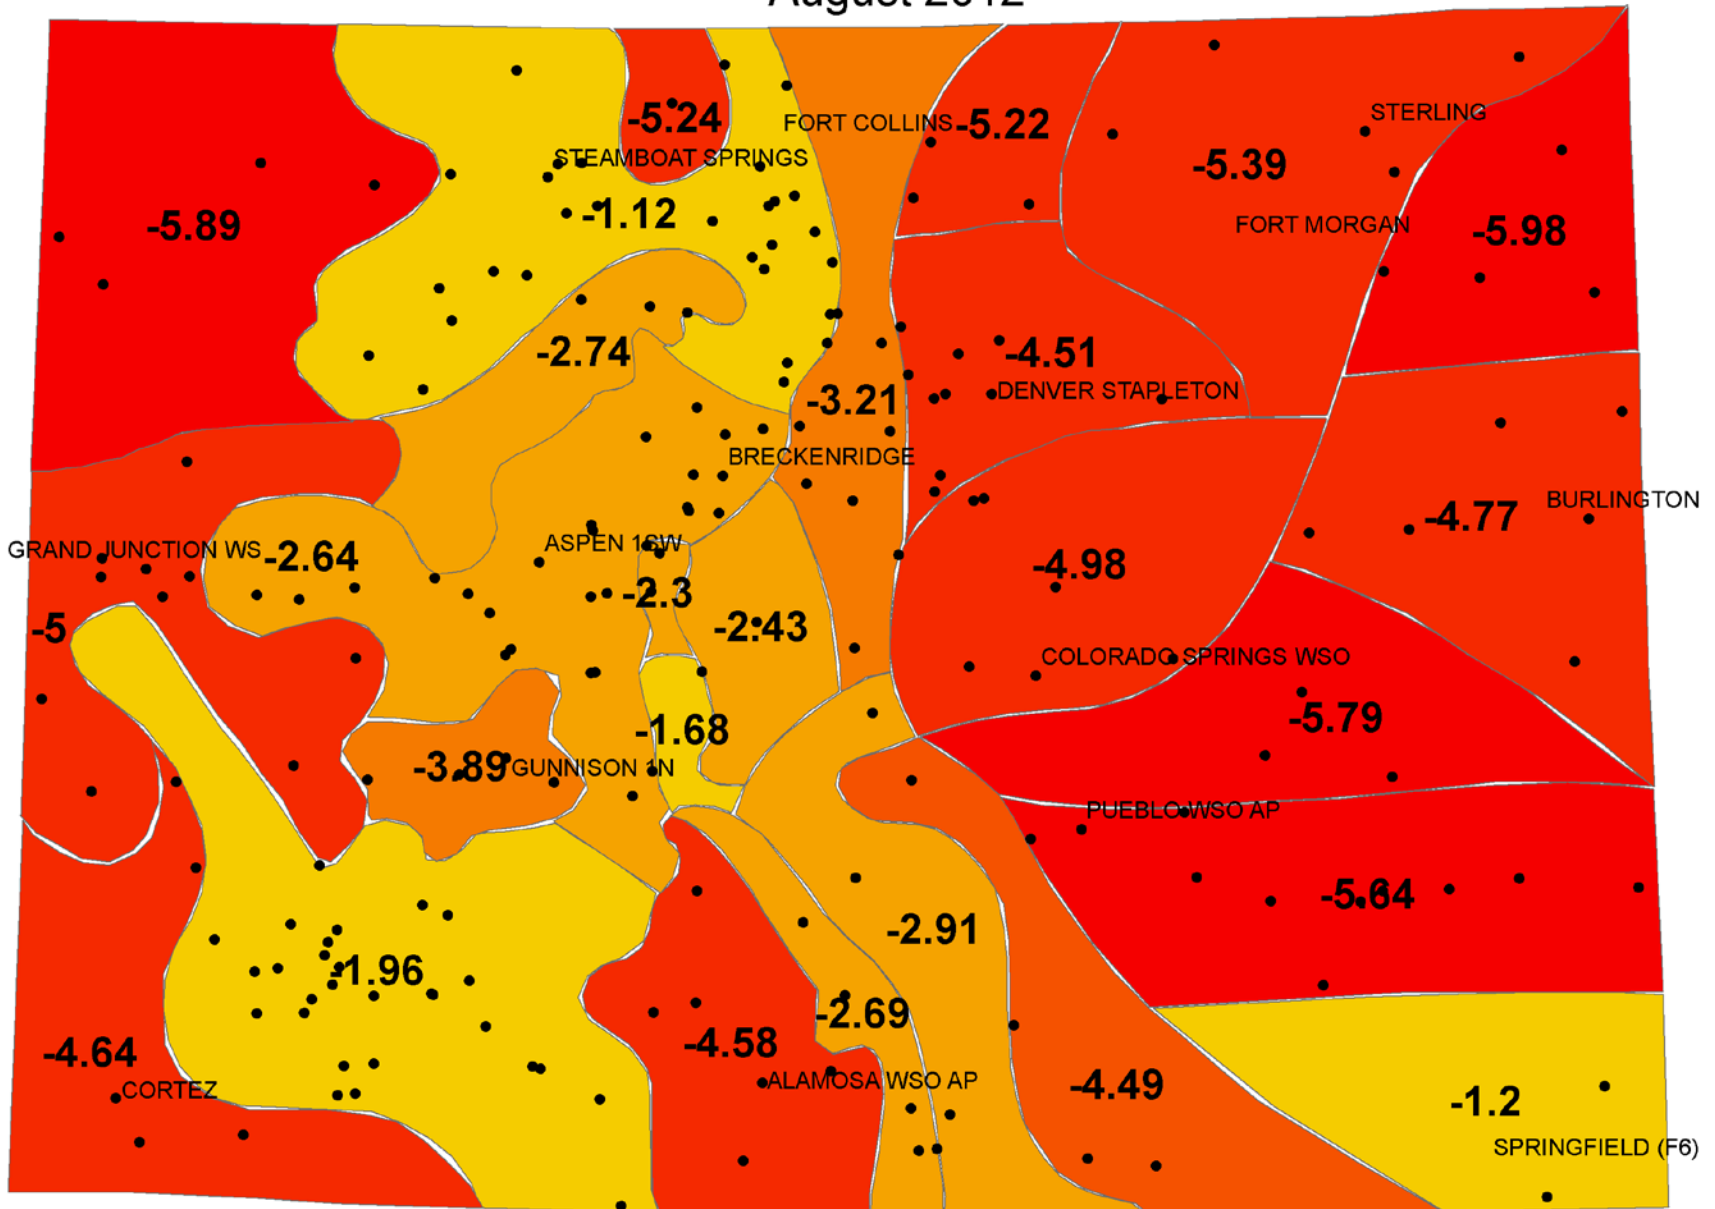 August 2012
-5.24
FORT COLLINS
-5.22
STERLING
STEAMBOAT SPRINGS
-5.39
-5.89
-1.12
FORT MORGAN
-5.98
-2.74
-4.51
-3.21
DENVER STAPLETON
BRECKENRIDGE
BURLINGTON
-4.77
GRAND JUNCTION WS
-2.64
ASPEN 1SW
-4.98
-2.3
-5
-2.43
COLORADO SPRINGS WSO
-1.68
-5.79
-3.89
GUNNISON 1N
PUEBLO WSO AP
-5.64
-2.91
-1.96
-2.69
-4.64
-4.58
CORTEZ
ALAMOSA WSO AP
-4.49
-1.2
SPRINGFIELD (F6)